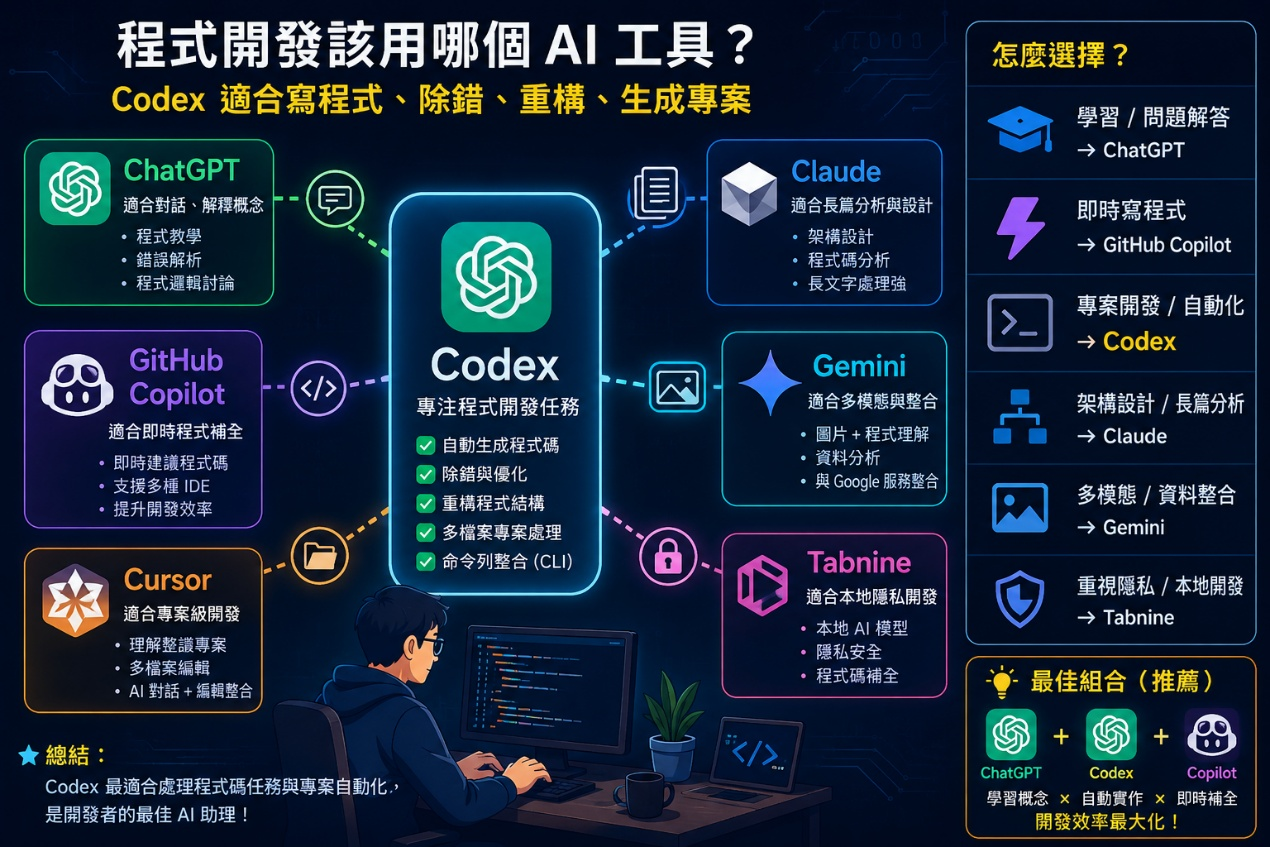 程式開發該用哪個 AI 工具？
Codex 適合寫程式、除錯、重構、生成專案
ChatGPT
適合對話、解釋概念
• 程式教學
• 錯誤解析
• 程式邏輯討論
GitHub
Copilot
適合即時程式補全
• 即時建議程式碼
• 支援多種 IDE
• 提升開發效率
Cursor
適合專案級開發
• 理解整議專案
• 多檔案編輯
• AI 對話 + 編輯整合
Codex
專注程式開發任務
自動生成程式碼
除錯與優化
重構程式結構
多檔案專案處理
命令列整合 (CLI)
Claude
適合長篇分析與設計
• 架構設計
• 程式碼分析
• 長文字處理強
Gemini
適合多模態與整合
• 圖片 + 程式理解
• 資料分析
• 與 Google 服務整合
Tabnine
適合本地隱私開發
• 本地 AI 模型
• 隱私安全
• 程式碼補全
★ 總結：
Codex 最適合處理程式碼任務與專案自動化，
是開發者的最佳 AI 助理！
怎麼選擇？
學習 / 問題解答
→ ChatGPT
即時寫程式
→ GitHub Copilot
專案開發 / 自動化
→ Codex
架構設計 / 長篇分析
→ Claude
多模態 / 資料整合
→ Gemini
重視隱私 / 本地開發
→ Tabnine
最佳組合（推薦）
ChatGPT + Codex + Copilot
學習概念 × 自動實作 × 即時補全
開發效率最大化！